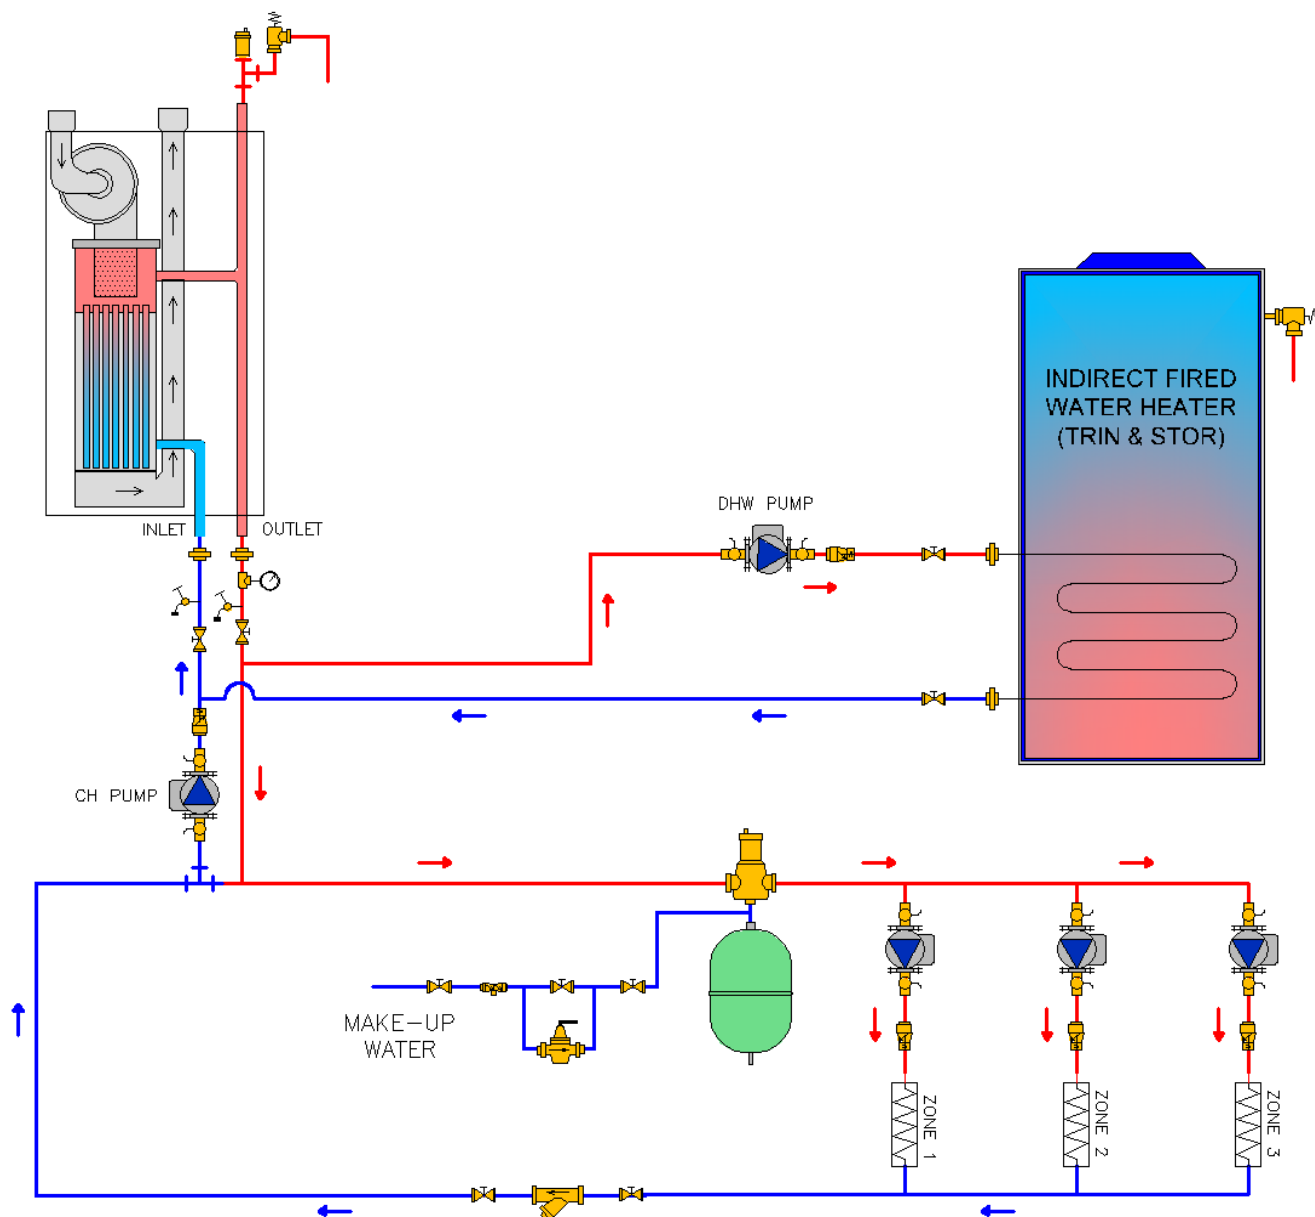 INDIRECT FIRED
WATER HEATER
(TRIN & STOR)
DHW PUMP
INLET
OUTLET
CH PUMP
MAKE-UP
WATER
ZONE 1
ZONE 2
ZONE 3